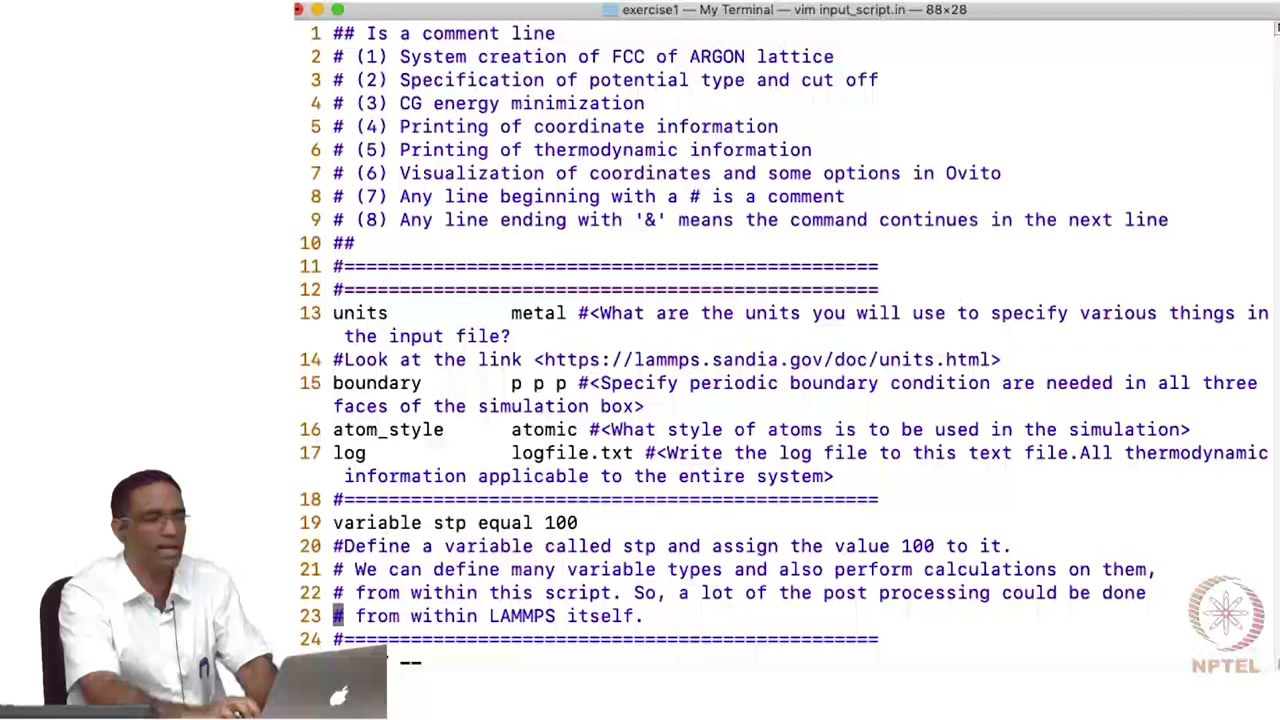 exercise1 — My Terminal — vim input_script.in — 88×28
1 ## Is a comment line
2 # (1) System creation of FCC of ARGON lattice
3 # (2) Specification of potential type and cut off
4 # (3) CG energy minimization
5 # (4) Printing of coordinate information
6 # (5) Printing of thermodynamic information
7 # (6) Visualization of coordinates and some options in Ovito
8 # (7) Any line beginning with a # is a comment
9 # (8) Any line ending with '&' means the command continues in the next line
10 ##
11 #================================================
12 #================================================
13 units metal #<What are the units you will use to specify various things in
the input file?
14 #Look at the link <https://lammps.sandia.gov/doc/units.html>
15 boundary p p p #<Specify periodic boundary condition are needed in all three
faces of the simulation box>
16 atom_style atomic #<What style of atoms is to be used in the simulation>
17 log logfile.txt #<Write the log file to this text file.All thermodynamic
information applicable to the entire system>
18 #================================================
19 variable stp equal 100
20 #Define a variable called stp and assign the value 100 to it.
21 # We can define many variable types and also perform calculations on them,
22 # from within this script. So, a lot of the post processing could be done
23 # from within LAMMPS itself.
24 #================================================
NPTEL